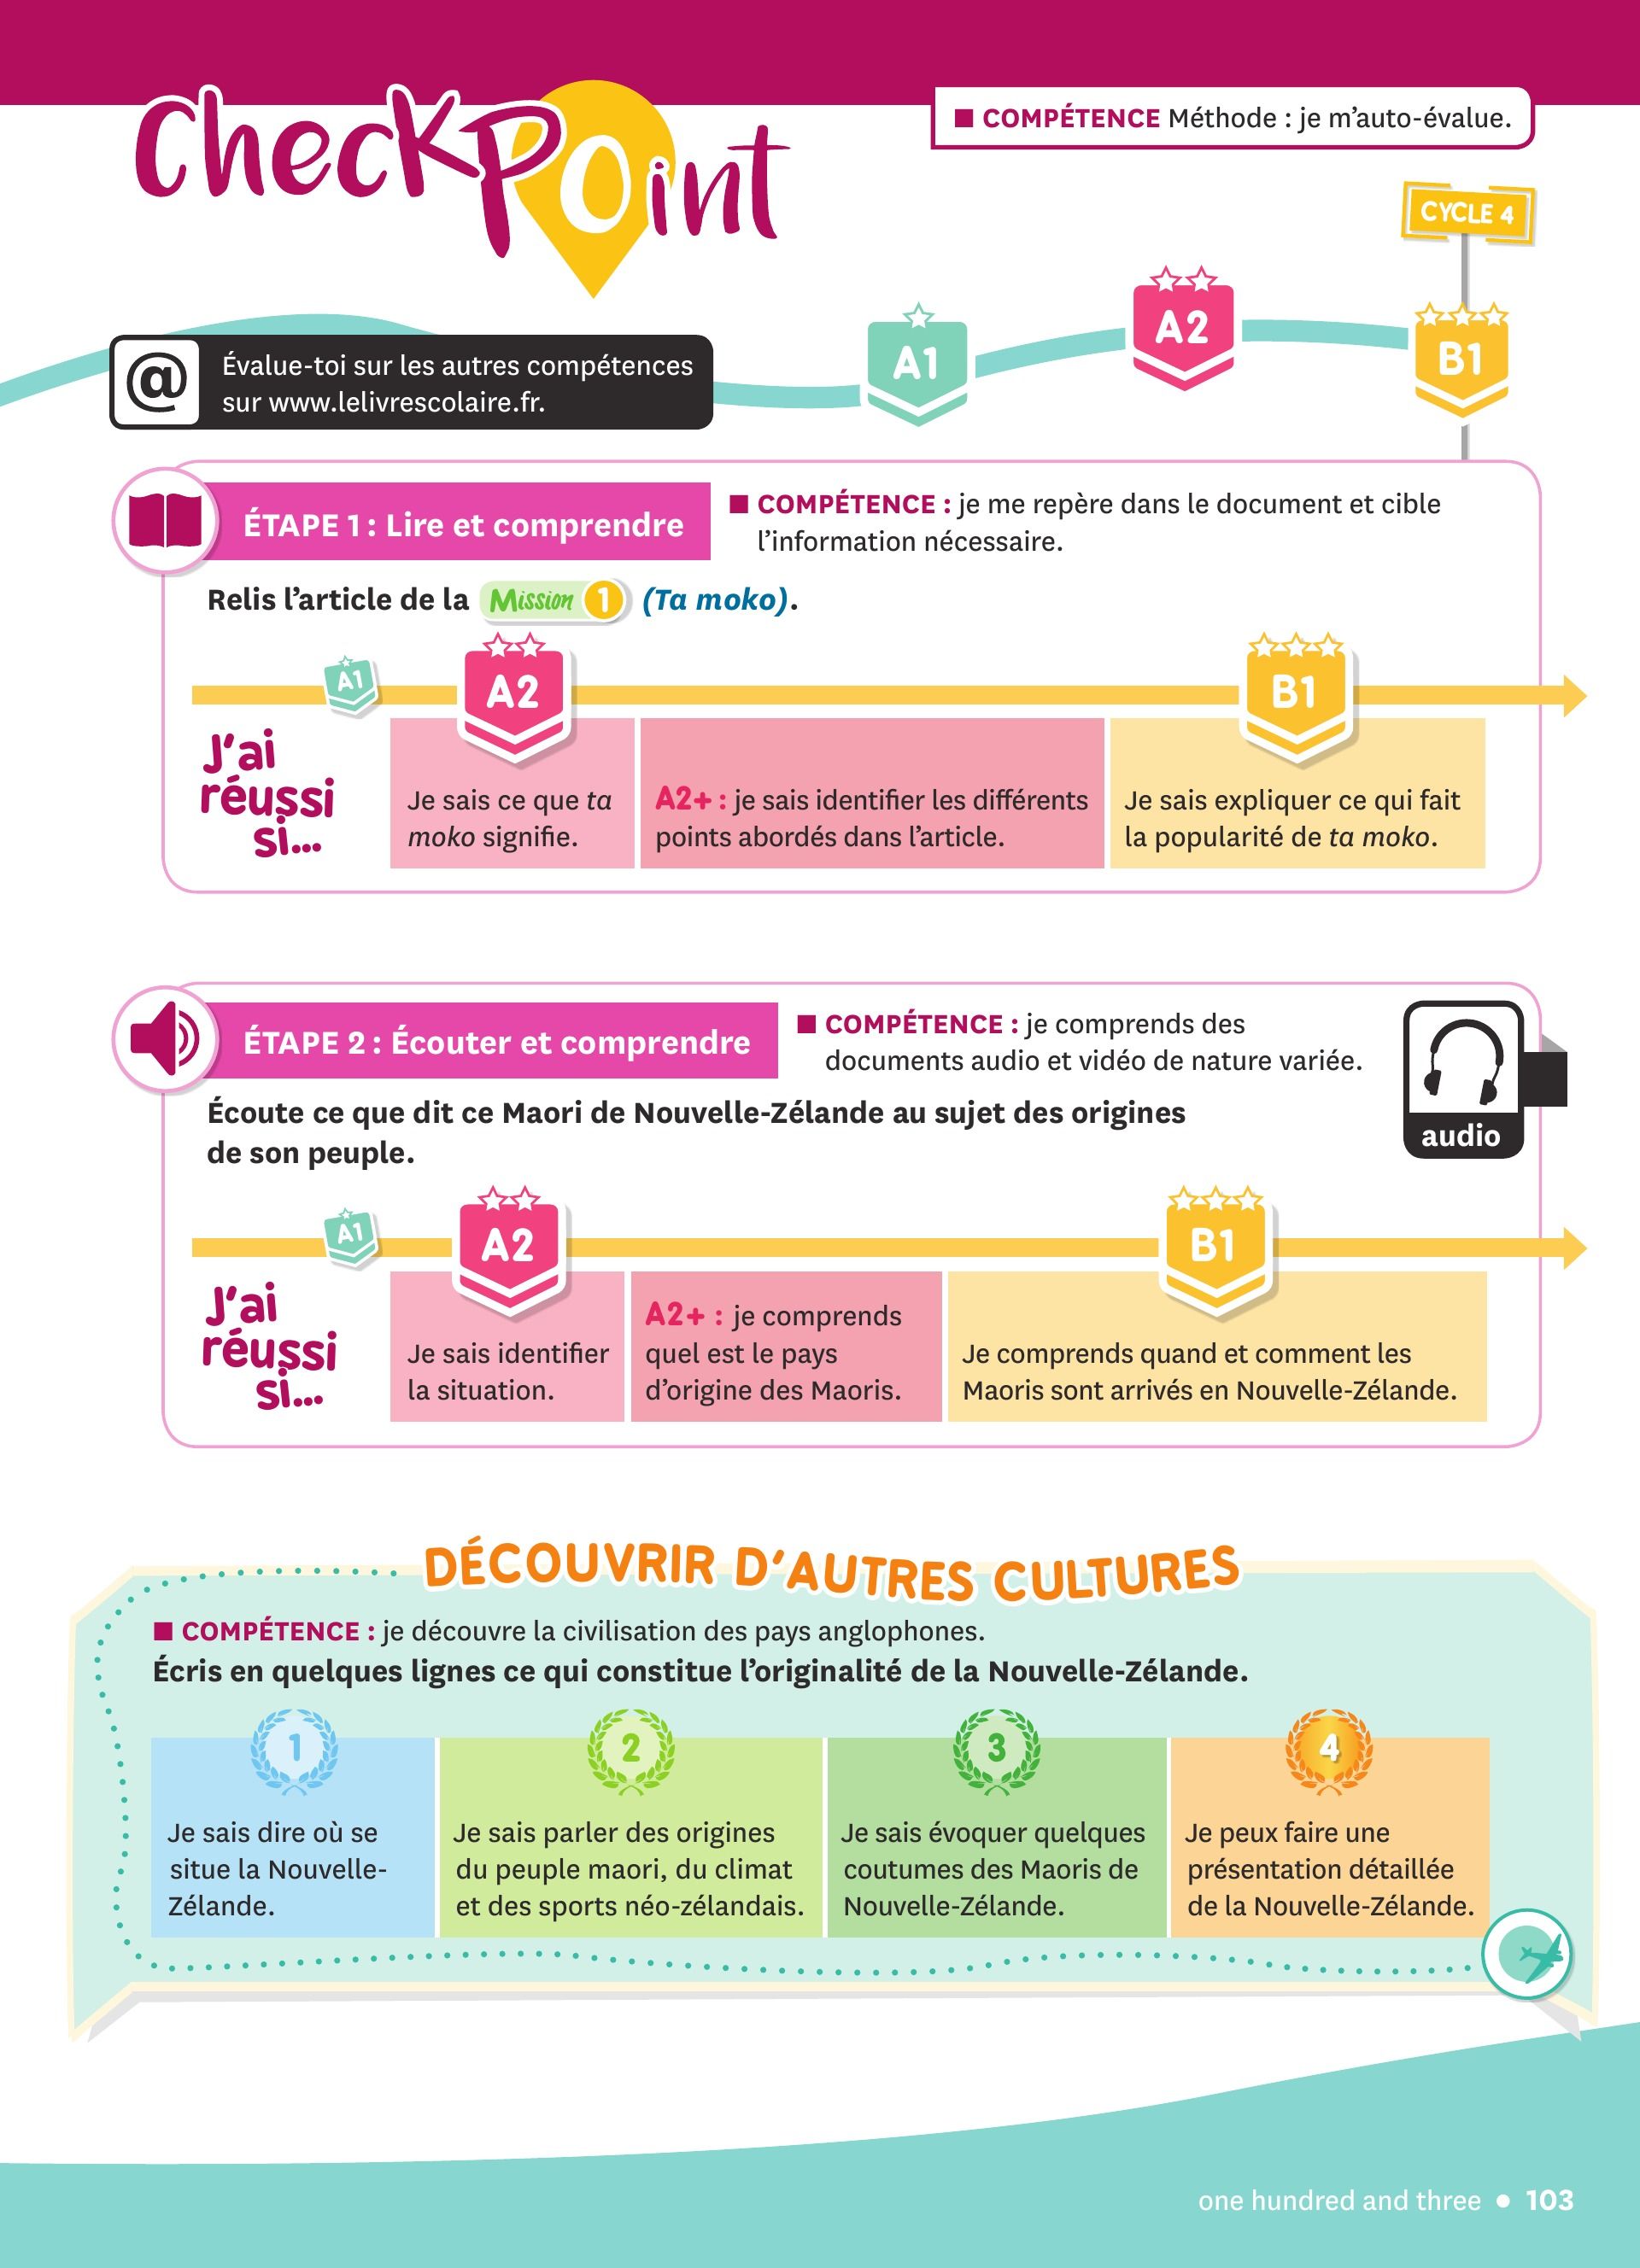 CheckPoint
■ COMPÉTENCE Méthode : je m'auto-évalue.
CYCLE 4
A1
A2
B1
@
Évalue-toi sur les autres compétences
sur www.lelivrescolaire.fr.
ÉTAPE 1 : Lire et comprendre
■ COMPÉTENCE : je me repère dans le document et cible
l'information nécessaire.
Relis l'article de la Mission 1 (Ta moko).
A1
A2
B1
J'ai
réussi
si...
Je sais ce que ta
moko signifie.
A2+ : je sais identifier les différents
points abordés dans l'article.
Je sais expliquer ce qui fait
la popularité de ta moko.
ÉTAPE 2 : Écouter et comprendre
■ COMPÉTENCE : je comprends des
documents audio et vidéo de nature variée.
audio
Écoute ce que dit ce Maori de Nouvelle-Zélande au sujet des origines
de son peuple.
A1
A2
B1
J'ai
réussi
si...
Je sais identifier
la situation.
A2+ : je comprends
quel est le pays
d'origine des Maoris.
Je comprends quand et comment les
Maoris sont arrivés en Nouvelle-Zélande.
DÉCOUVRIR D'AUTRES CULTURES
■ COMPÉTENCE : je découvre la civilisation des pays anglophones.
Écris en quelques lignes ce qui constitue l'originalité de la Nouvelle-Zélande.
1
Je sais dire où se
situe la Nouvelle-
Zélande.
2
Je sais parler des origines
du peuple maori, du climat
et des sports néo-zélandais.
3
Je sais évoquer quelques
coutumes des Maoris de
Nouvelle-Zélande.
4
Je peux faire une
présentation détaillée
de la Nouvelle-Zélande.
one hundred and three • 103